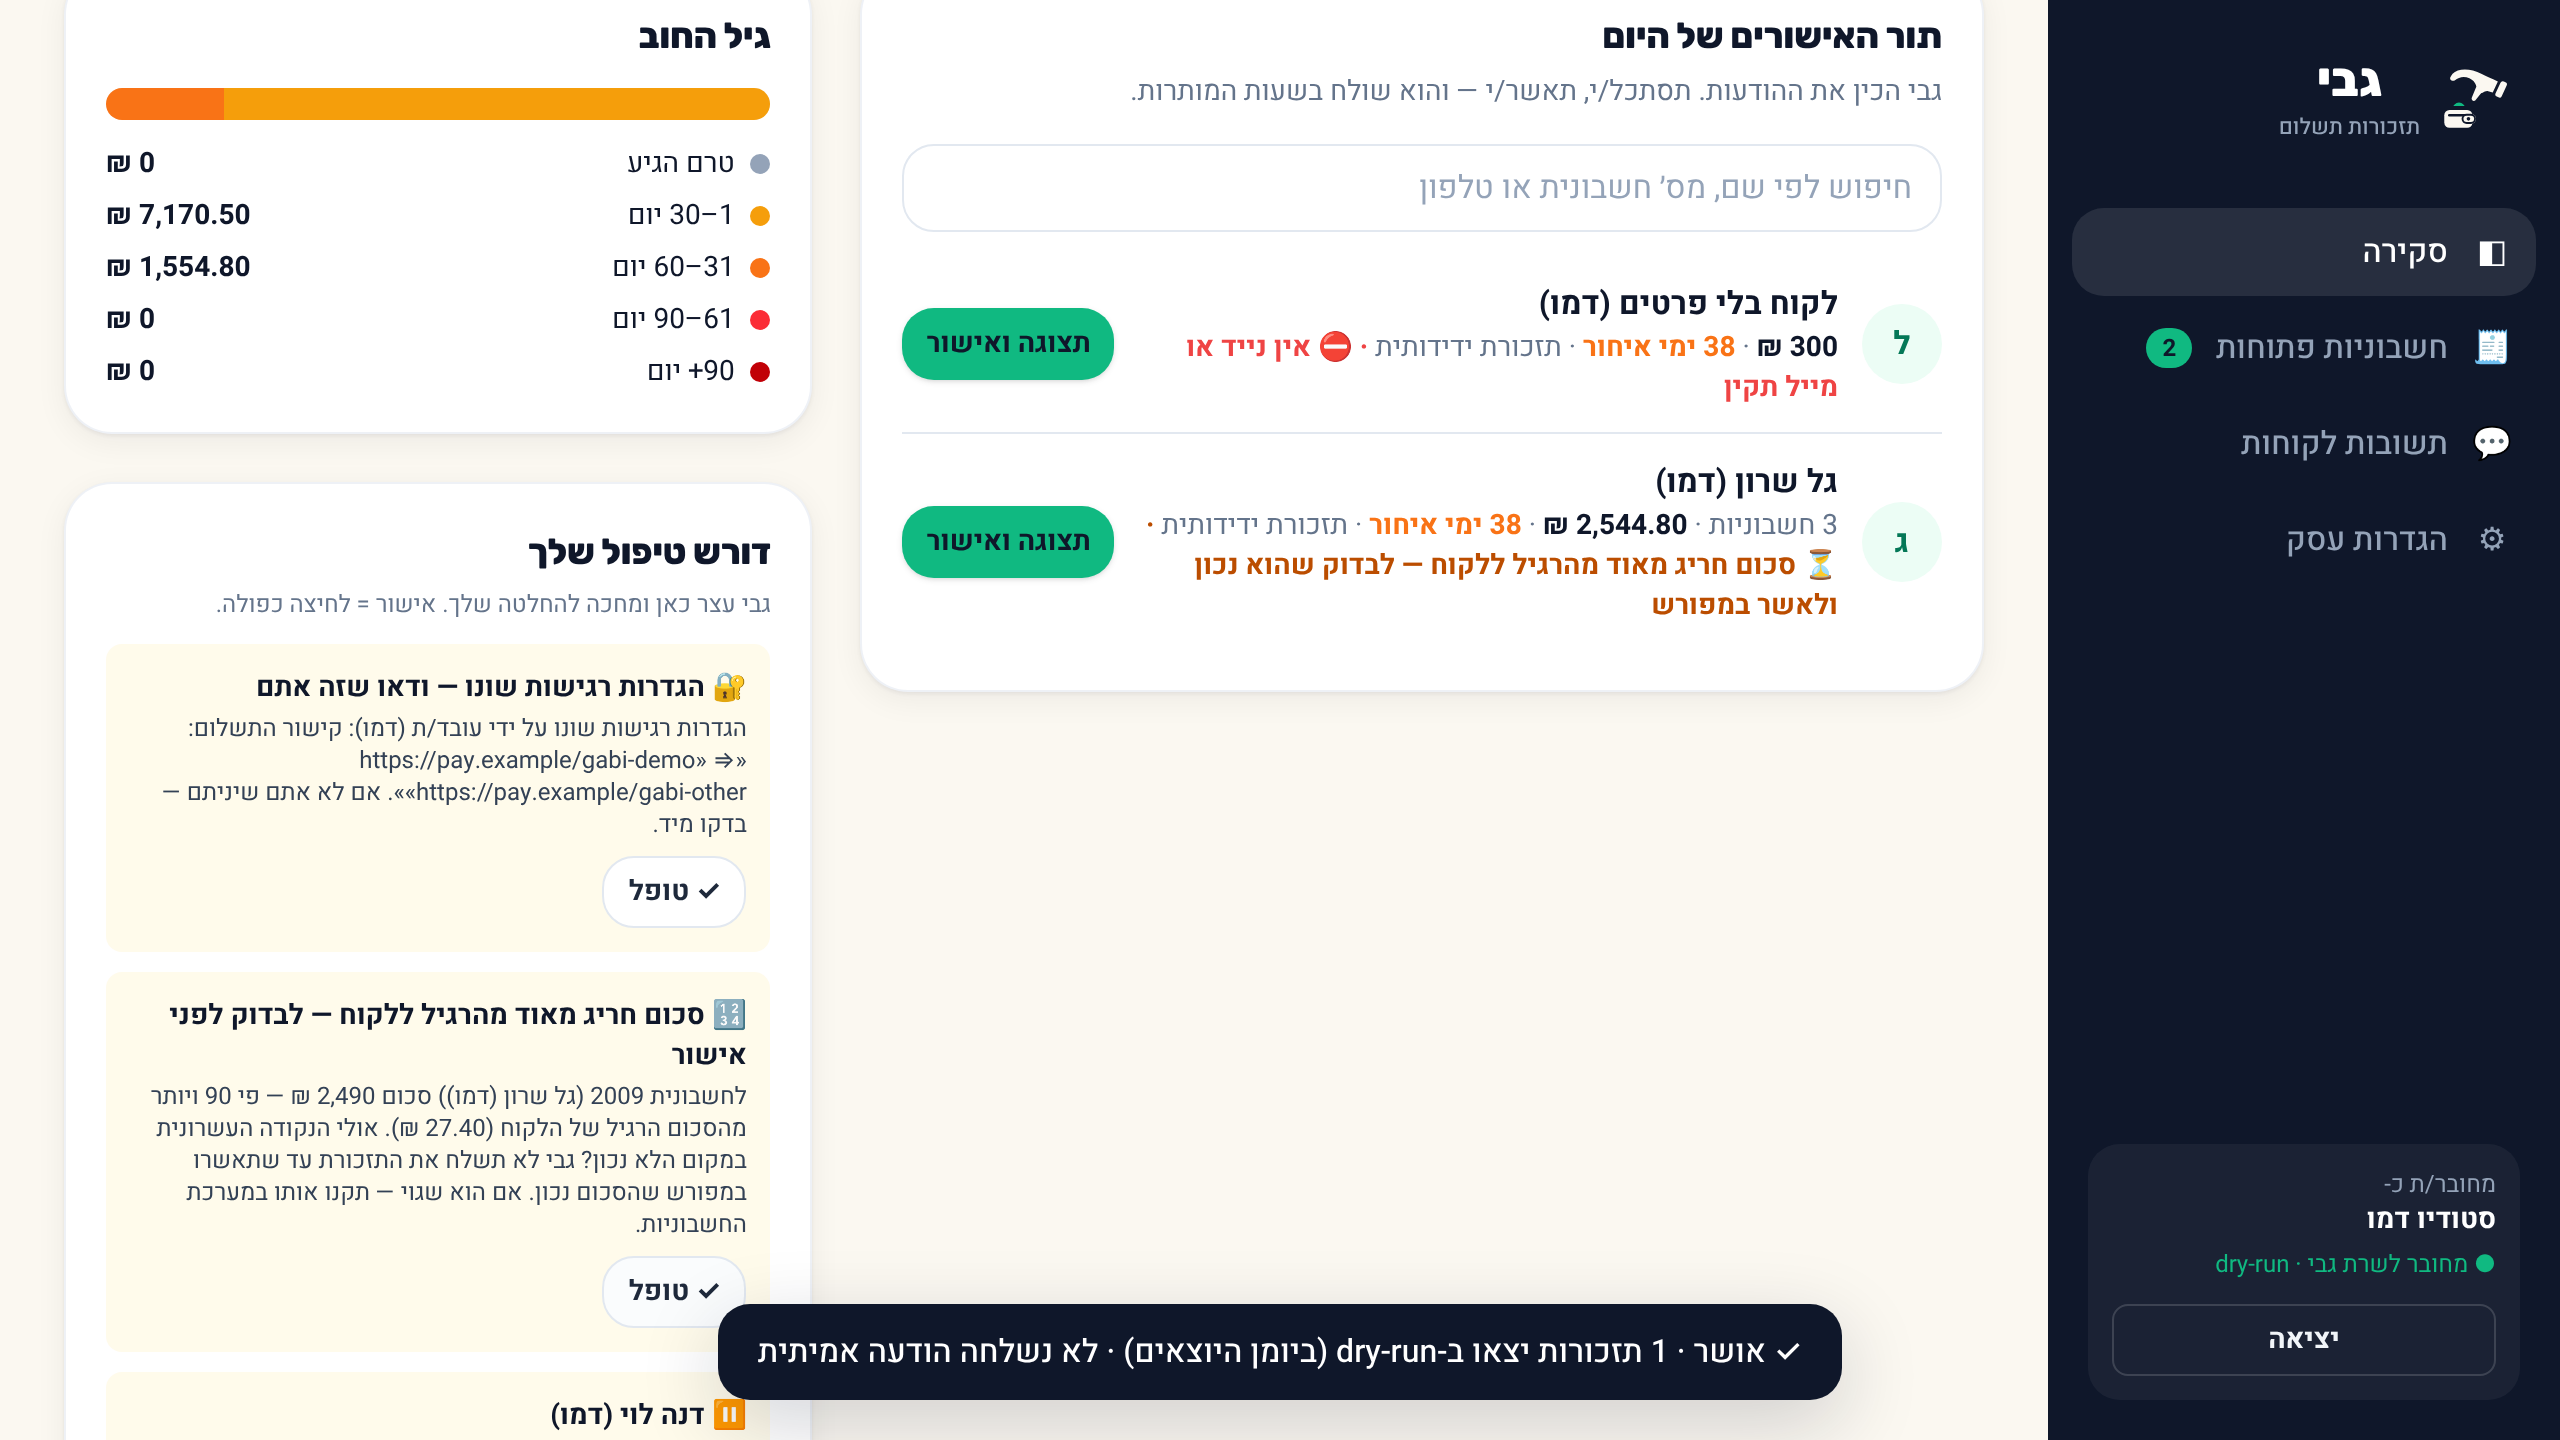 גבי
תזכורות תשלום
סקירה
חשבוניות פתוחות 2
תשובות לקוחות
הגדרות עסק
מחובר/ת כ-
סטודיו דמו
מחובר לשרת גבי · dry-run
יציאה
תור האישורים של היום
גבי הכין את ההודעות. תסתכל/י, תאשר/י — והוא שולח בשעות המותרות.
חיפוש לפי שם, מס׳ חשבונית או טלפון
ל
לקוח בלי פרטים (דמו)
300 ₪ · 38 ימי איחור · תזכורת ידידותית · ⛔ אין נייד או
מייל תקין
תצוגה ואישור
ג
גל שרון (דמו)
3 חשבוניות · 2,544.80 ₪ · 38 ימי איחור · תזכורת ידידותית ·
⏳ סכום חריג מאוד מהרגיל ללקוח — לבדוק שהוא נכון
ולאשר במפורש
תצוגה ואישור
גיל החוב
טרם הגיע 0 ₪
1–30 יום 7,170.50 ₪
31–60 יום 1,554.80 ₪
61–90 יום 0 ₪
90+ יום 0 ₪
דורש טיפול שלך
גבי עצר כאן ומחכה להחלטה שלך. אישור = לחיצה כפולה.
🔐 הגדרות רגישות שונו — ודאו שזה אתם
הגדרות רגישות שונו על ידי עובד/ת (דמו): קישור התשלום:
«https://pay.example/gabi-demo» ⇐
«https://pay.example/gabi-other»». אם לא אתם שיניתם —
בדקו מיד.
✓ טופל
🔢 סכום חריג מאוד מהרגיל ללקוח — לבדוק לפני
אישור
לחשבונית 2009 (גל שרון (דמו)) סכום 2,490 ₪ — פי 90 ויותר
מהסכום הרגיל של הלקוח (27.40 ₪). אולי הנקודה העשרונית
במקום הלא נכון? גבי לא תשלח את התזכורת עד שתאשרו
במפורש שהסכום נכון. אם הוא שגוי — תקנו אותו במערכת
החשבוניות.
✓ טופל
⏸️ דנה לוי (דמו)
✓ אושר · 1 תזכורות יצאו ב-dry-run (ביומן היוצאים) · לא נשלחה הודעה אמיתית